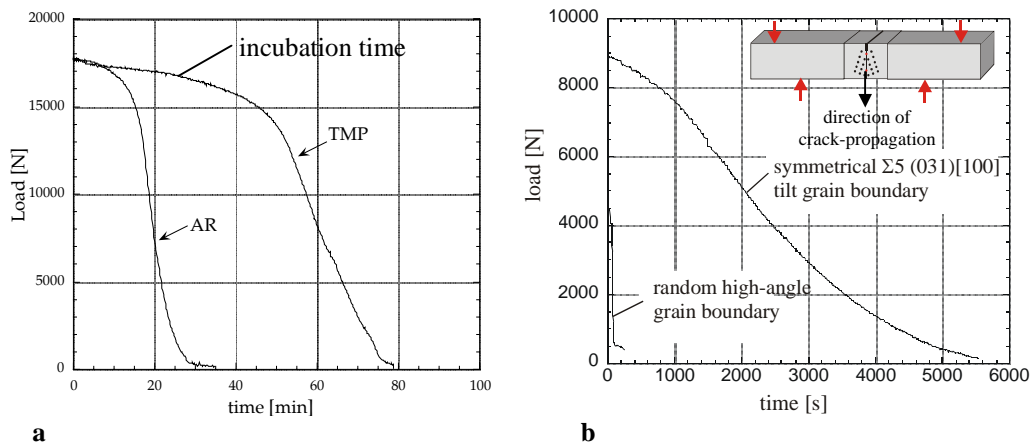 20000
15000
10000
5000
0
Load [N]
incubation time
TMP
AR
0 20 40 60 80 100
time [min]
a
10000
8000
6000
4000
2000
0
load [N]
direction of
crack-propagation
symmetrical Σ5 (031)[100]
tilt grain boundary
random high-angle
grain boundary
0 1000 2000 3000 4000 5000 6000
time [s]
b